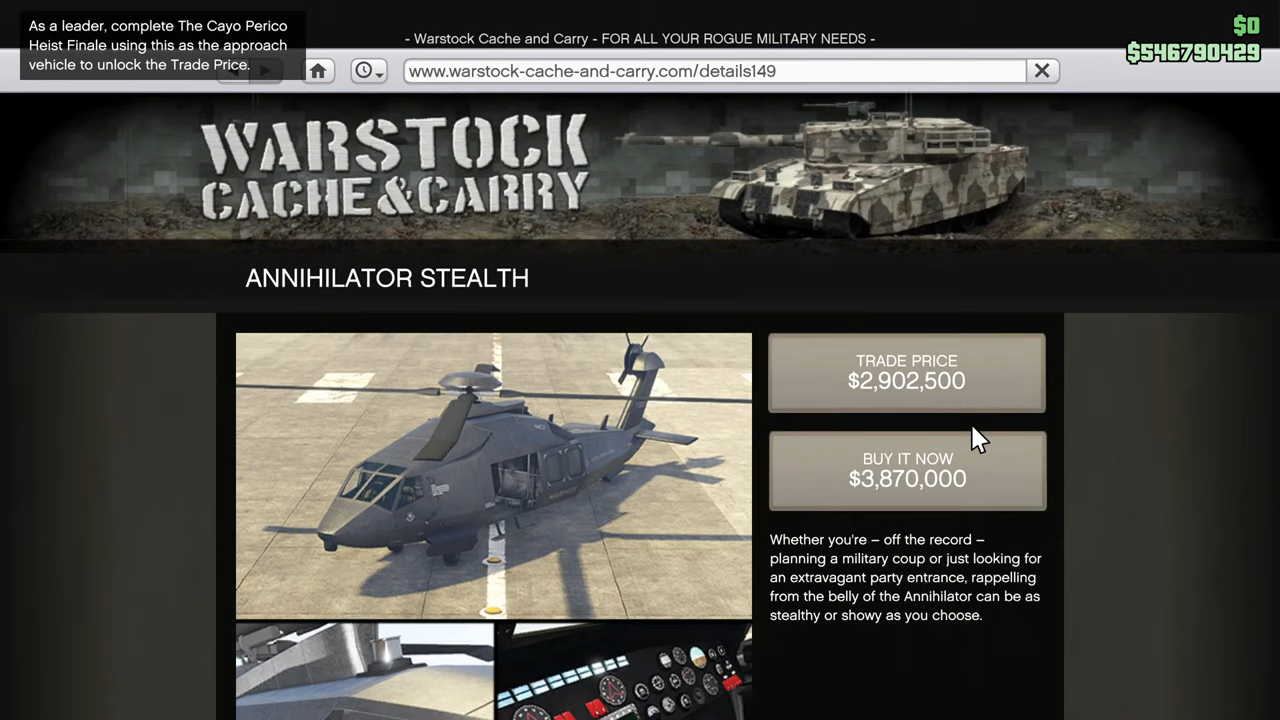 As a leader, complete The Cayo Perico
Heist Finale using this as the approach
vehicle to unlock the Trade Price.
- Warstock Cache and Carry - FOR ALL YOUR ROGUE MILITARY NEEDS -
$0
$546790429
www.warstock-cache-and-carry.com/details149
WARSTOCK
CACHE&CARRY
ANNIHILATOR STEALTH
TRADE PRICE
$2,902,500
BUY IT NOW
$3,870,000
Whether you're – off the record –
planning a military coup or just looking for
an extravagant party entrance, rappelling
from the belly of the Annihilator can be as
stealthy or showy as you choose.